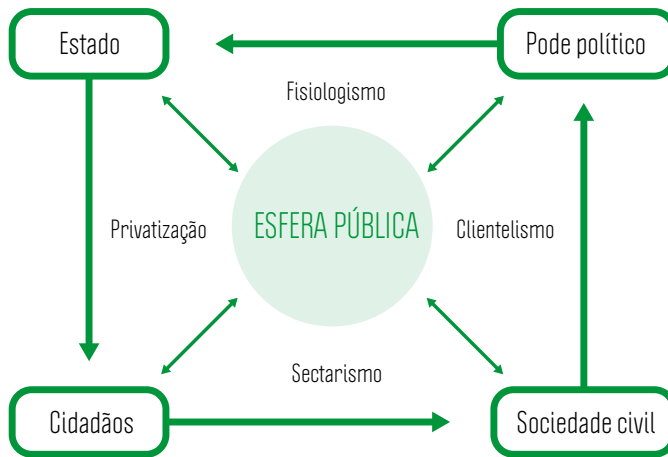 Estado
Pode político
Fisiologismo
Privatização
ESFERA PÚBLICA
Clientelismo
Sectarismo
Cidadãos
Sociedade civil